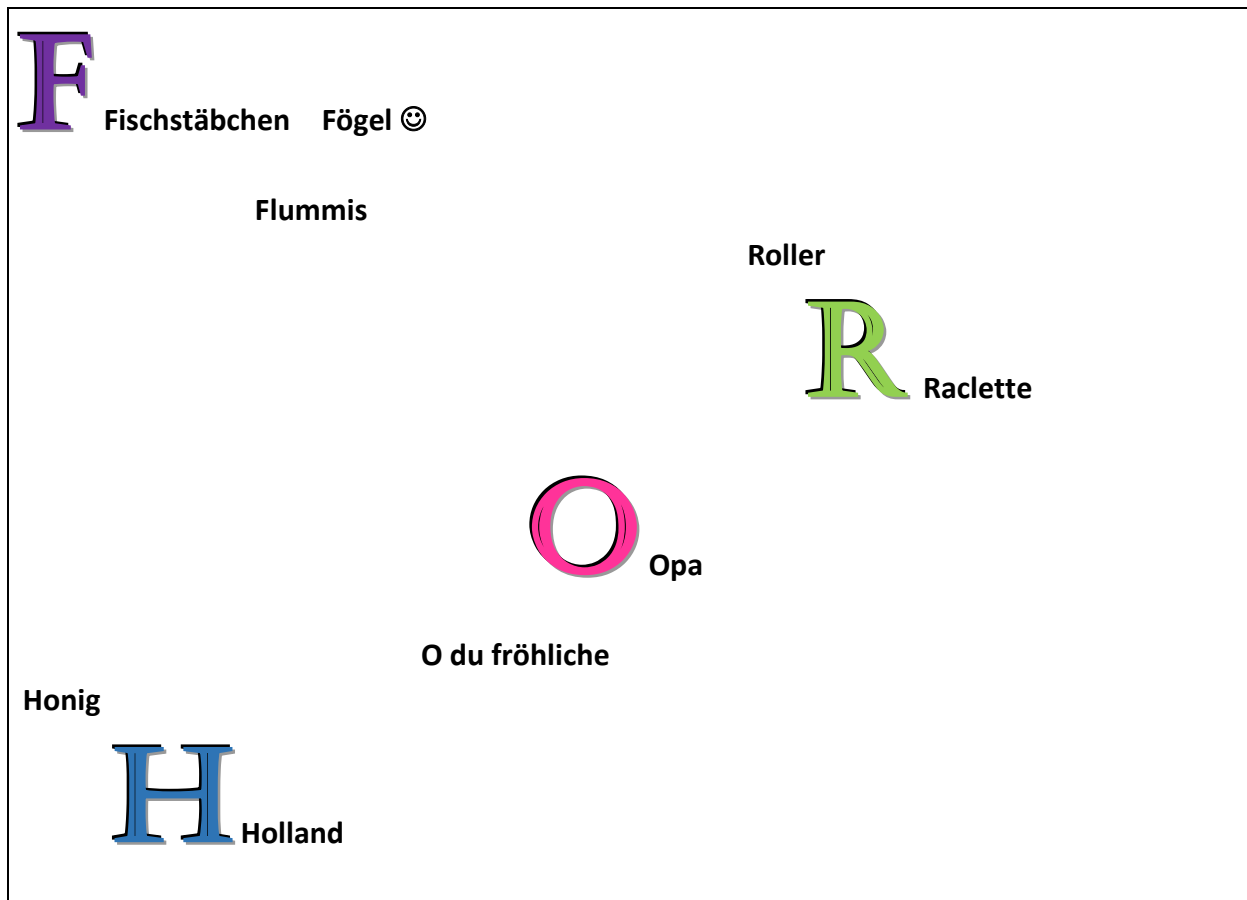 F Fischstäbchen Fögel ☺
Flummis
Roller
R Raclette
O Opa
O du fröhliche
Honig
H Holland